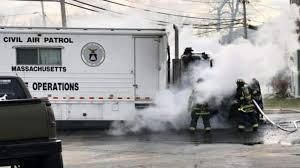 CIVIL AIR PATROL
MASSACHUSETTS
OPERATIONS